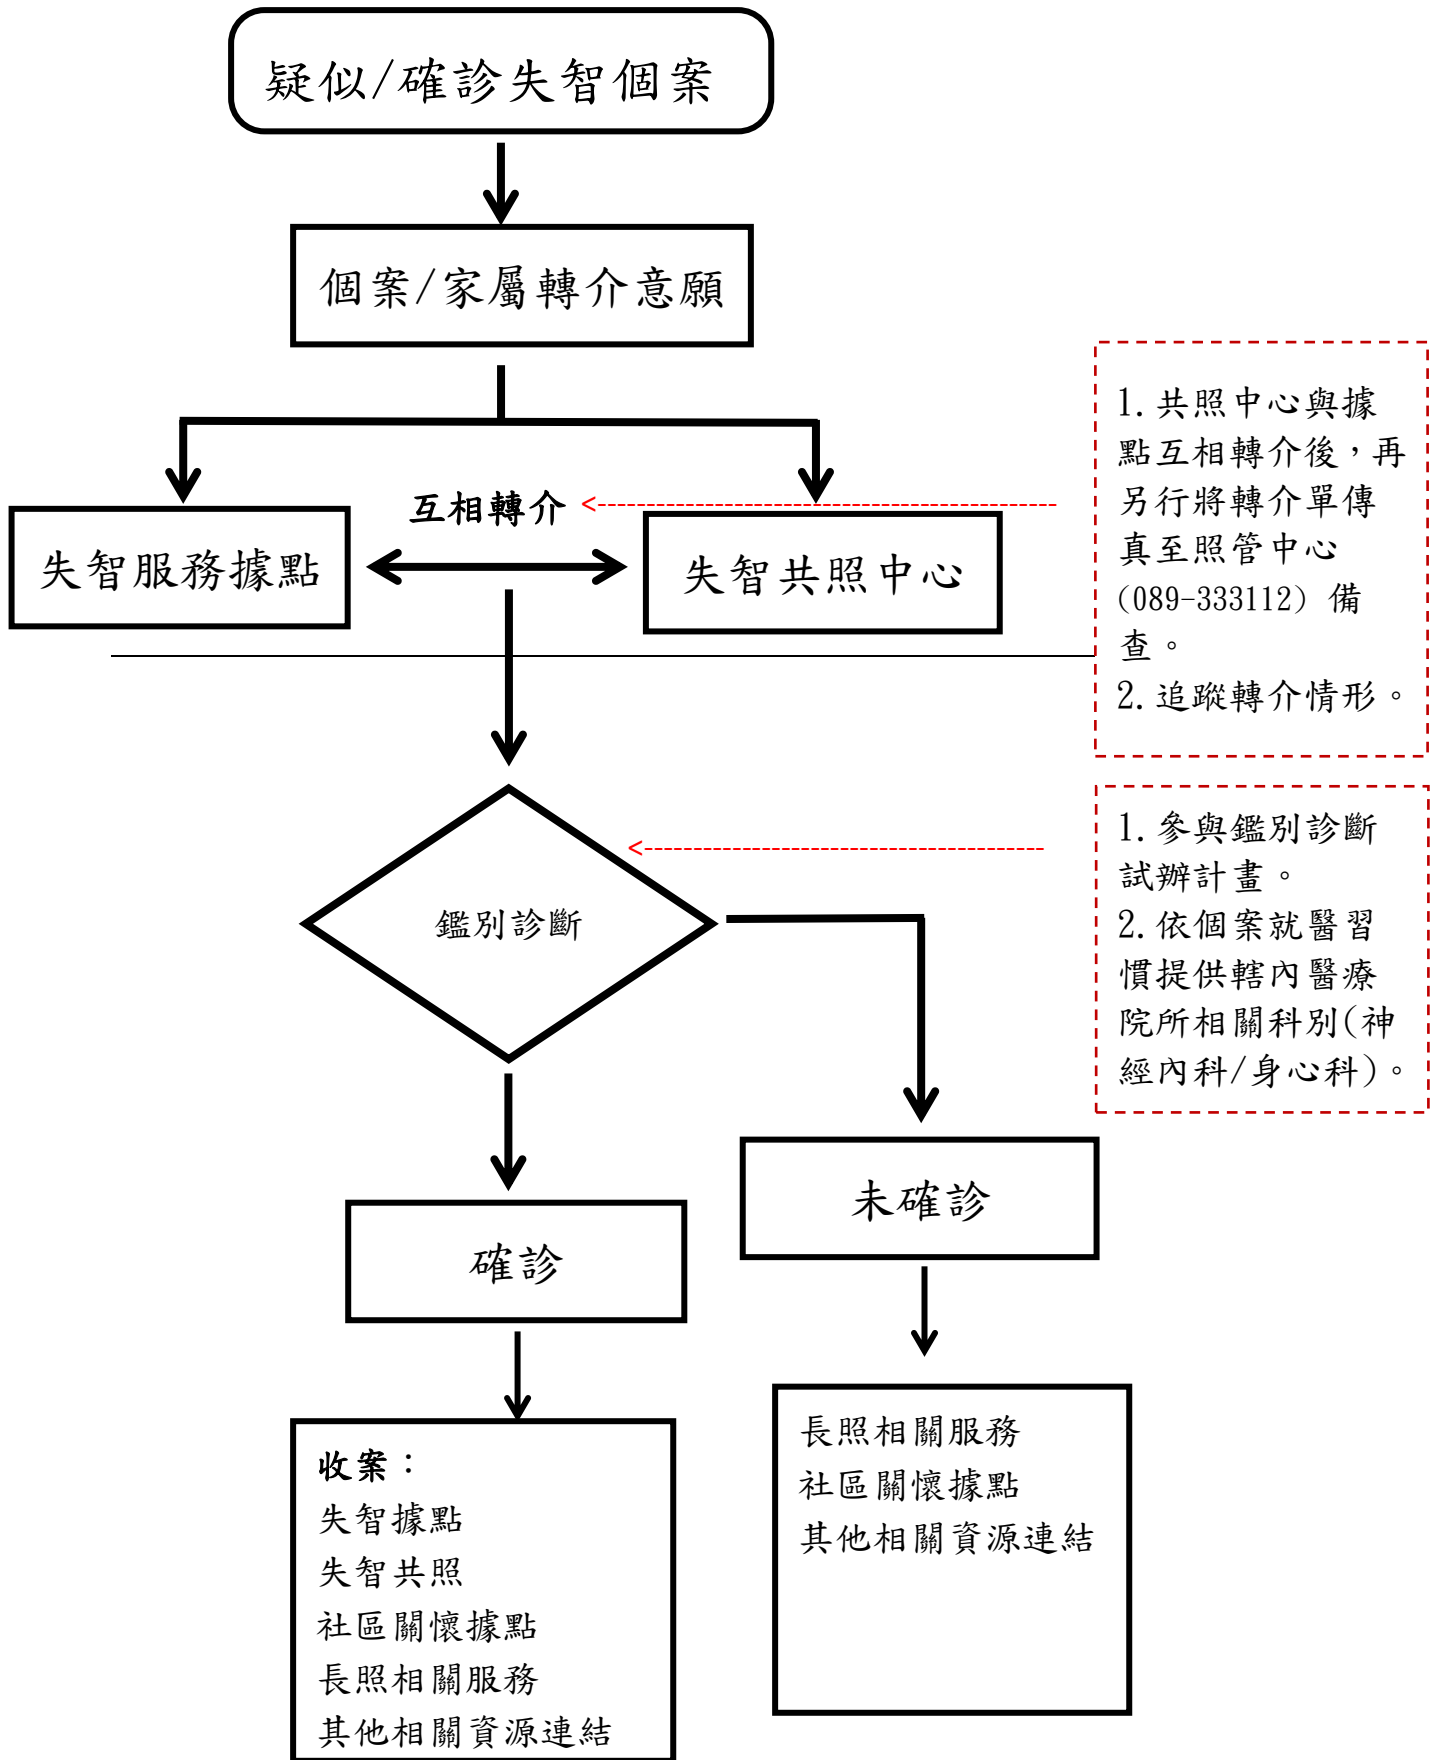 疑似/確診失智個案
個案/家屬轉介意願
互相轉介
失智服務據點
失智共照中心
1.共照中心與據
點互相轉介後，再
另行將轉介單傳
真至照管中心
(089-333112) 備
查。
2.追蹤轉介情形。
鑑別診斷
1.參與鑑別診斷
試辦計畫。
2.依個案就醫習
慣提供轄內醫療
院所相關科別(神
經內科/身心科)。
確診
未確診
收案：
失智據點
失智共照
社區關懷據點
長照相關服務
其他相關資源連結
長照相關服務
社區關懷據點
其他相關資源連結